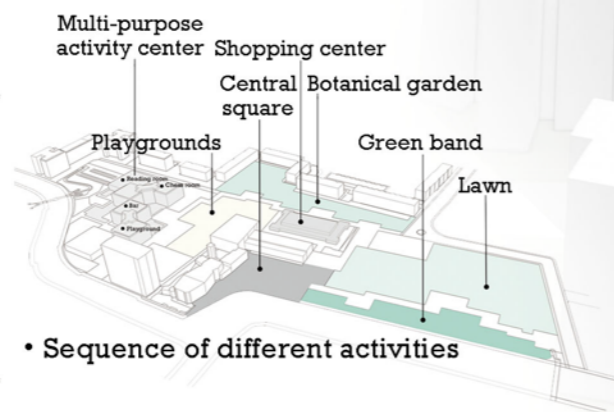 Multi-purpose
activity center
Shopping center
Central
square
Botanical garden
Playgrounds
Green band
Lawn
Reading room
Chess room
Bar
Playground
• Sequence of different activities